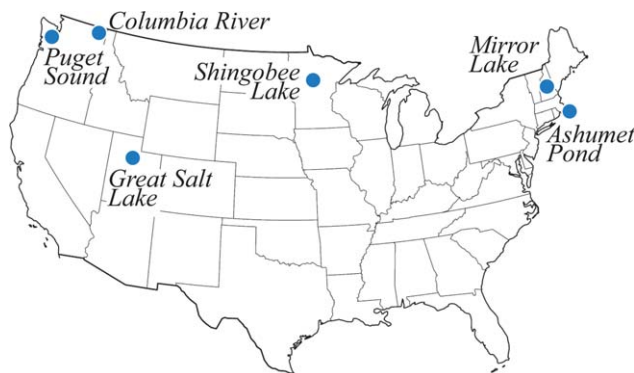 Columbia River
Puget
Sound
Shingobee
Lake
Mirror
Lake
Ashumet
Pond
Great Salt
Lake